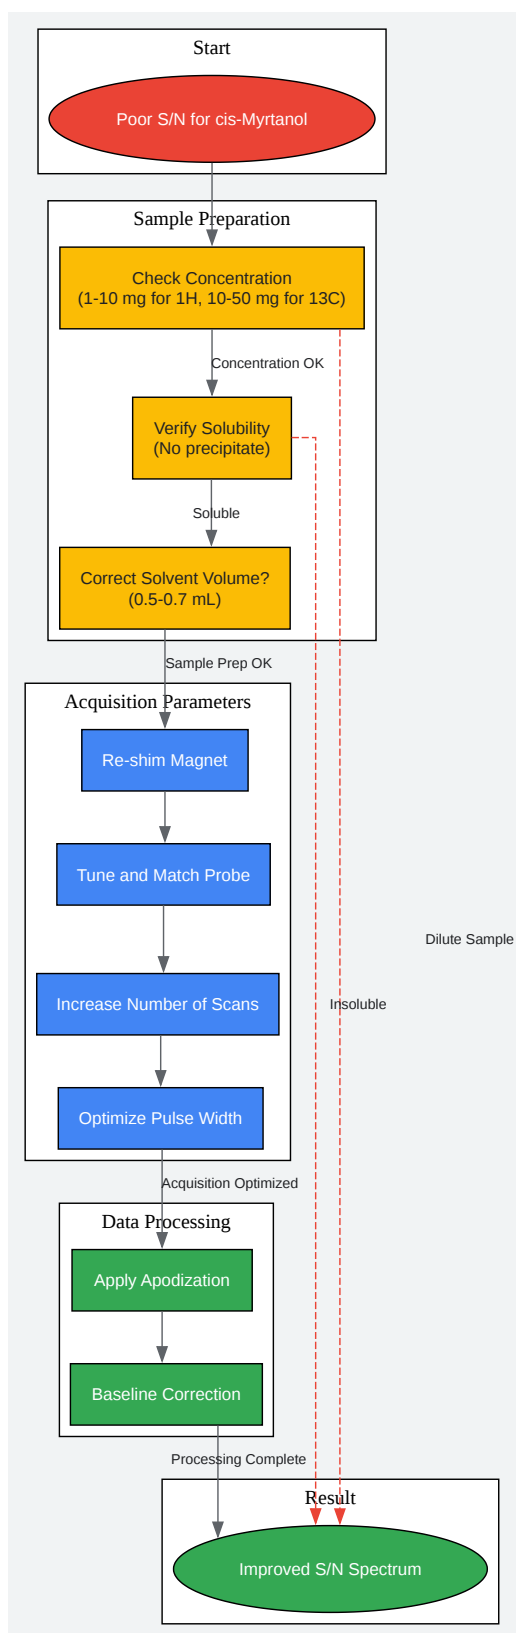 Start
Poor S/N for cis-Myrtanol
Sample Preparation
Check Concentration
(1-10 mg for 1H, 10-50 mg for 13C)
Concentration OK
Verify Solubility
(No precipitate)
Soluble
Correct Solvent Volume?
(0.5-0.7 mL)
Sample Prep OK
Acquisition Parameters
Re-shim Magnet
Tune and Match Probe
Dilute Sample
Increase Number of Scans
Insoluble
Optimize Pulse Width
Acquisition Optimized
Data Processing
Apply Apodization
Baseline Correction
Processing Complete
Result
Improved S/N Spectrum